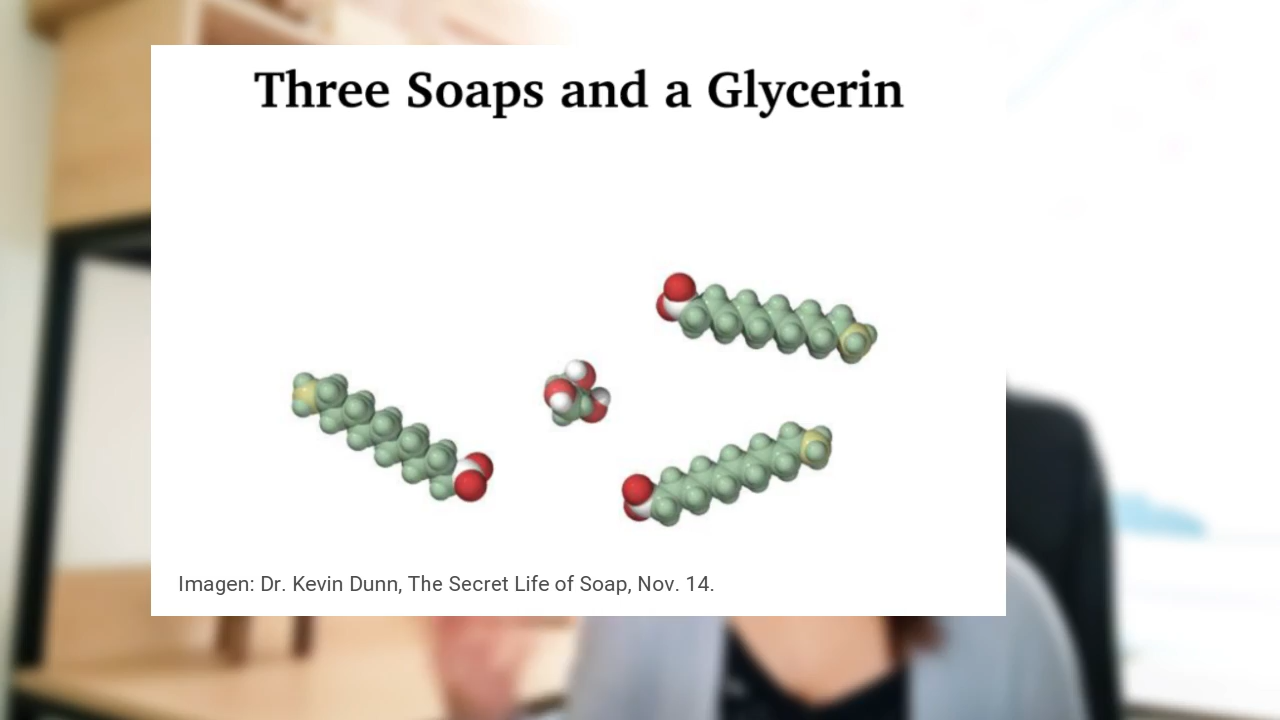 Three Soaps and a Glycerin
Imagen: Dr. Kevin Dunn, The Secret Life of Soap, Nov. 14.